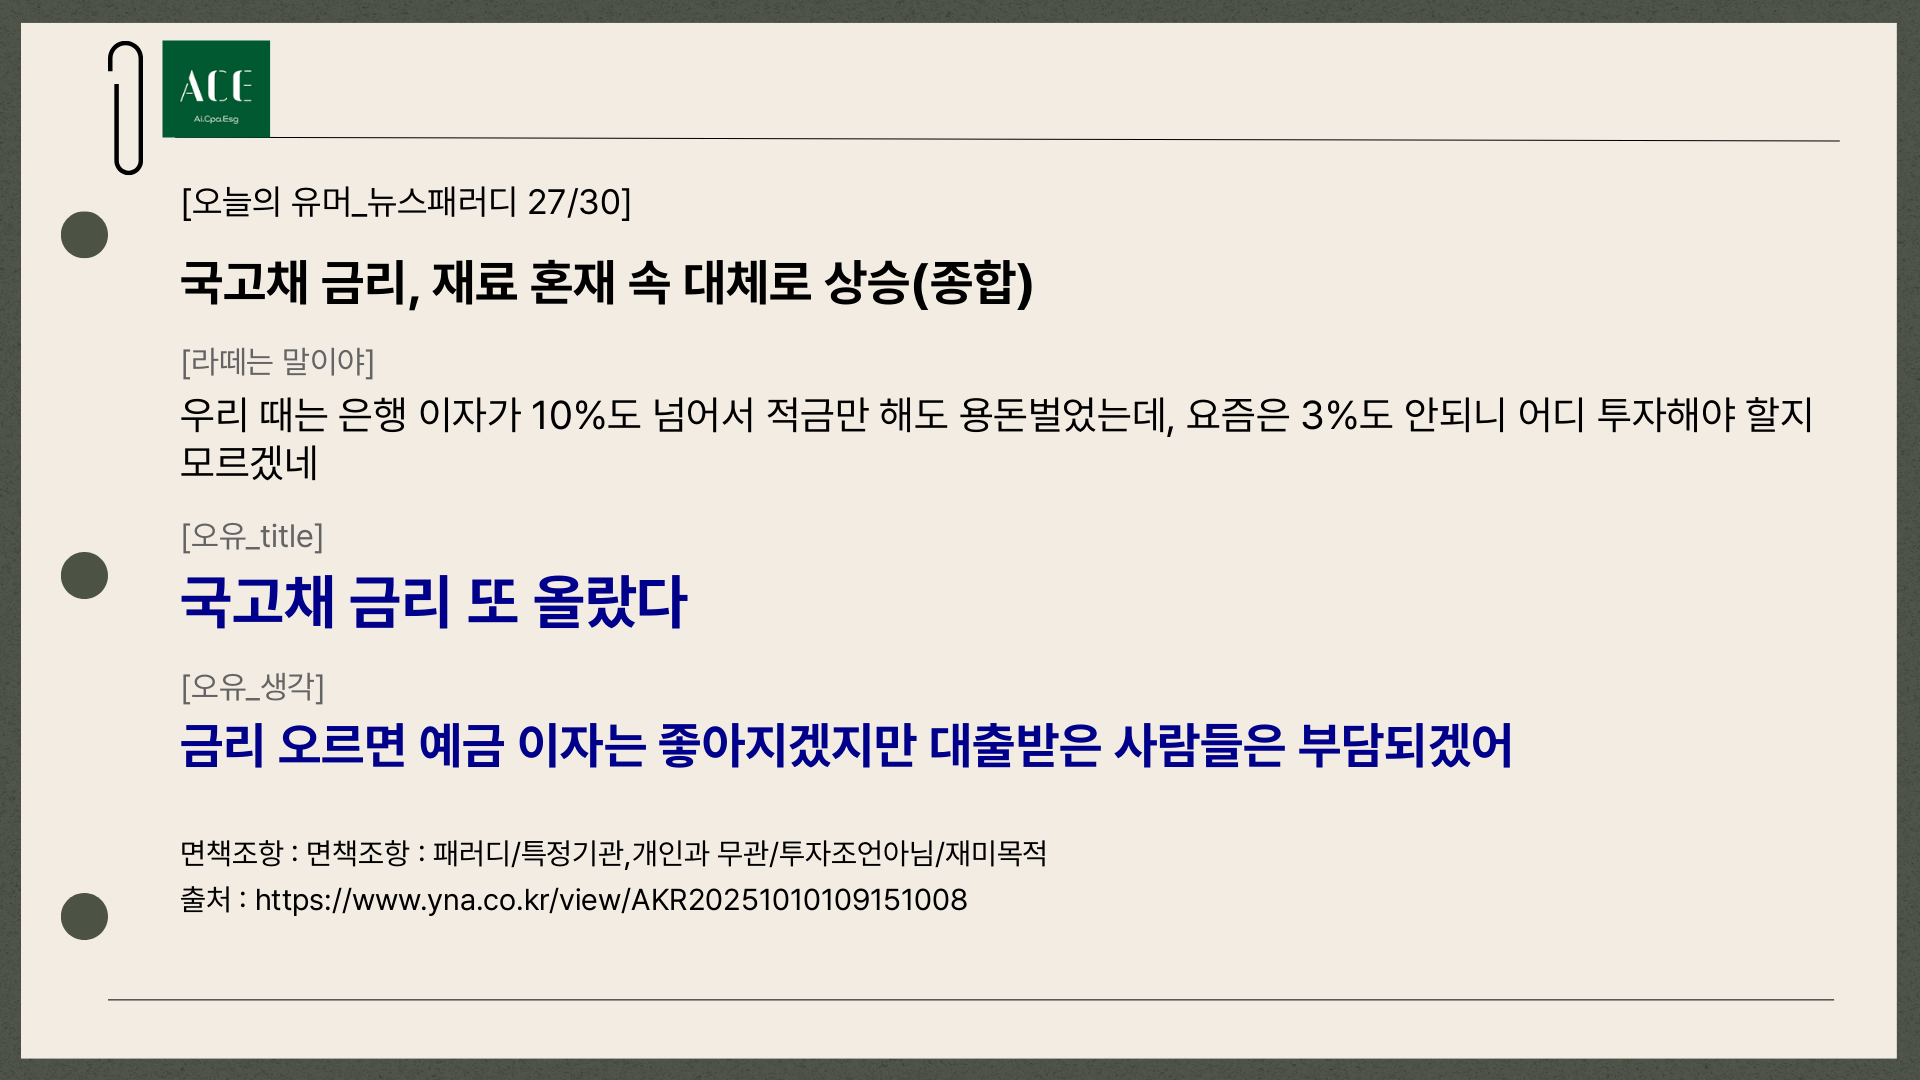 ACE
Ai.Cpa.Esg
[오늘의 유머_뉴스패러디 27/30]
국고채 금리, 재료 혼재 속 대체로 상승(종합)
[라떼는 말이야]
우리 때는 은행 이자가 10%도 넘어서 적금만 해도 용돈벌었는데, 요즘은 3%도 안되니 어디 투자해야 할지
모르겠네
[오유_title]
국고채 금리 또 올랐다
[오유_생각]
금리 오르면 예금 이자는 좋아지겠지만 대출받은 사람들은 부담되겠어
면책조항 : 면책조항 : 패러디/특정기관,개인과 무관/투자조언아님/재미목적
출처 : https://www.yna.co.kr/view/AKR20251010109151008